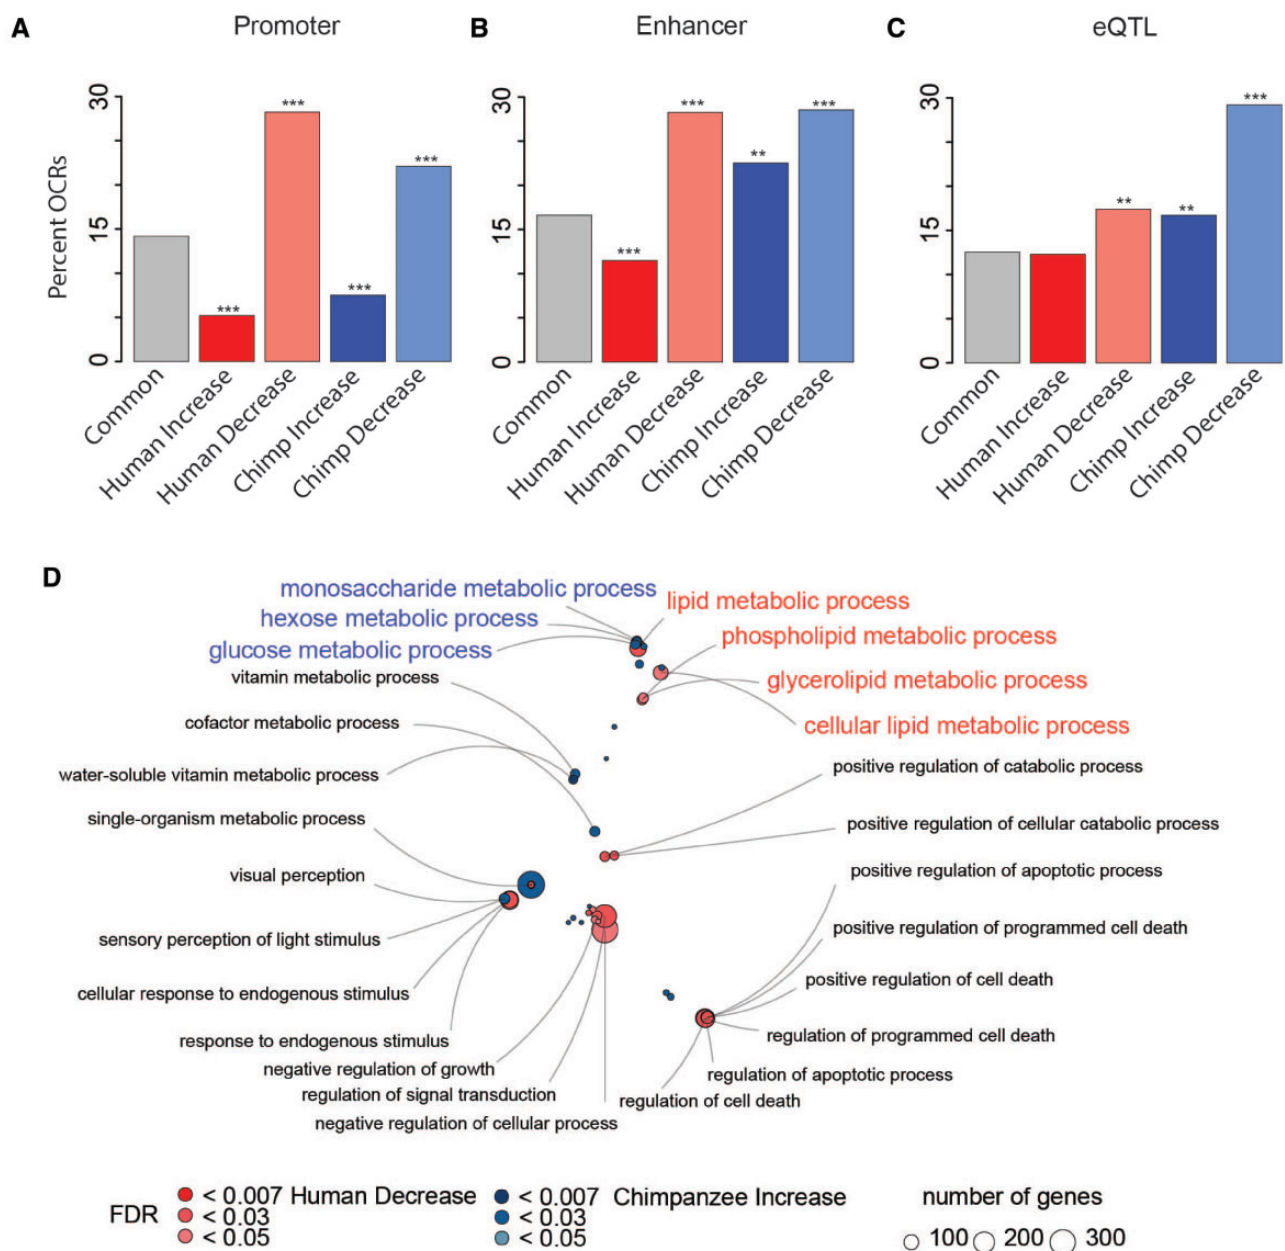 A
Promoter
B
Enhancer
C
eQTL
Percent OCRs
30
15
0
***
***
***
***
Common
Human Increase
Human Decrease
Chimp Increase
Chimp Decrease
30
15
0
***
***
**
***
Common
Human Increase
Human Decrease
Chimp Increase
Chimp Decrease
30
15
0
**
**
***
Common
Human Increase
Human Decrease
Chimp Increase
Chimp Decrease
D
monosaccharide metabolic process
hexose metabolic process
glucose metabolic process
vitamin metabolic process
cofactor metabolic process
water-soluble vitamin metabolic process
single-organism metabolic process
visual perception
sensory perception of light stimulus
cellular response to endogenous stimulus
response to endogenous stimulus
negative regulation of growth
regulation of signal transduction
negative regulation of cellular process
lipid metabolic process
phospholipid metabolic process
glycerolipid metabolic process
cellular lipid metabolic process
positive regulation of catabolic process
positive regulation of cellular catabolic process
positive regulation of apoptotic process
positive regulation of programmed cell death
positive regulation of cell death
regulation of programmed cell death
regulation of apoptotic process
regulation of cell death
FDR
< 0.007 Human Decrease
< 0.03
< 0.05
< 0.007 Chimpanzee Increase
< 0.03
< 0.05
number of genes
100 200 300